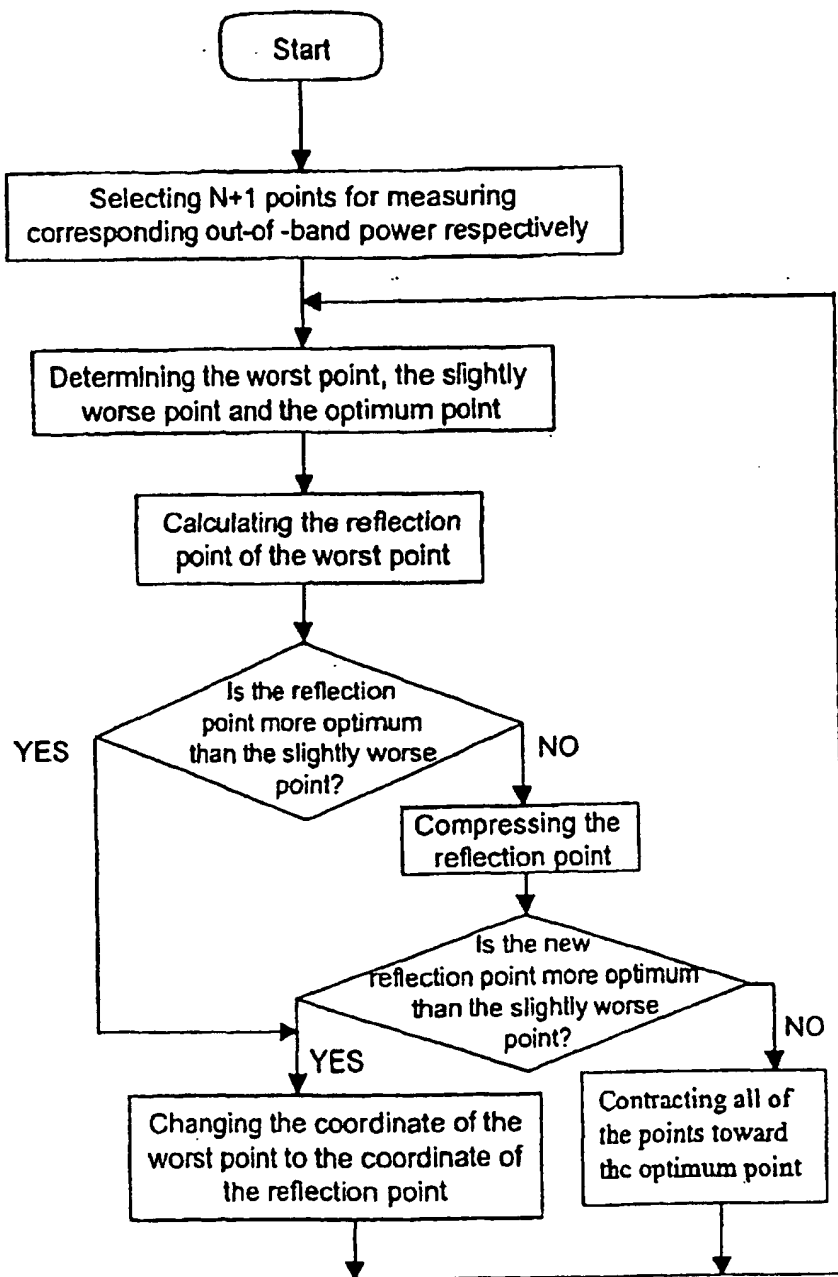 Start
Selecting N+1 points for measuring
corresponding out-of -band power respectively
Determining the worst point, the slightly
worse point and the optimum point
Calculating the reflection
point of the worst point
Is the reflection
point more optimum
than the slightly worse
point?
YES
NO
Compressing the
reflection point
Is the new
reflection point more optimum
than the slightly worse
point?
YES
NO
Changing the coordinate of the
worst point to the coordinate of
the reflection point
Contracting all of
the points toward
the optimum point